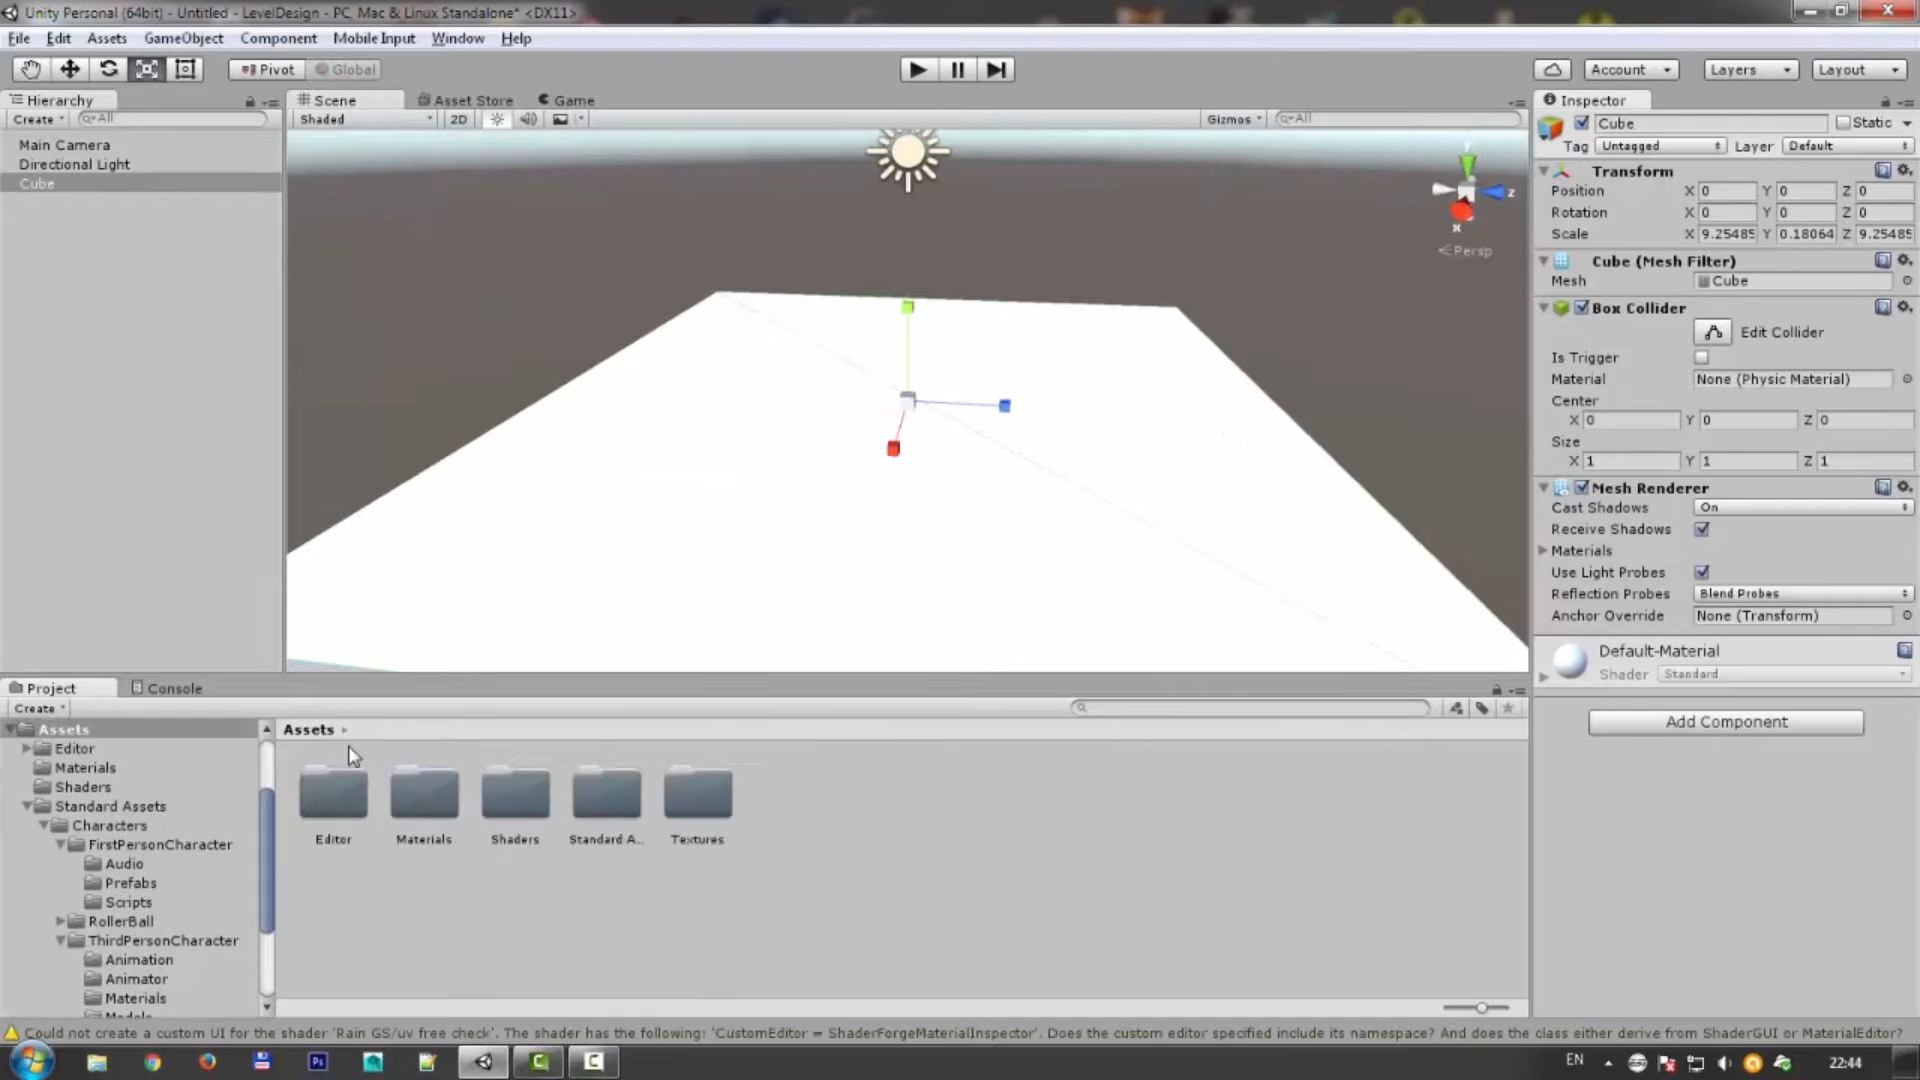 Unity Personal (64bit) - Untitled - LevelDesign - PC, Mac & Linux Standalone* <DX11>
File Edit Assets GameObject Component Mobile Input Window Help
Pivot Global Account Layers Layout
Hierarchy
Create All
Main Camera
Directional Light
Cube
Scene Asset Store Game
Shaded 2D Gizmos All
y
z
x
Persp
Inspector
Cube Static
Tag Untagged Layer Default
Transform
Position X 0 Y 0 Z 0
Rotation X 0 Y 0 Z 0
Scale X 9.25485 Y 0.18064 Z 9.25485
Cube (Mesh Filter)
Mesh Cube
Box Collider
Edit Collider
Is Trigger
Material None (Physic Material)
Center
X 0 Y 0 Z 0
Size
X 1 Y 1 Z 1
Mesh Renderer
Cast Shadows On
Receive Shadows
Materials
Use Light Probes
Reflection Probes Blend Probes
Anchor Override None (Transform)
Default-Material
Shader Standard
Add Component
Project Console
Create
Assets
Editor
Materials
Shaders
Standard Assets
Characters
FirstPersonCharacter
Audio
Prefabs
Scripts
RollerBall
ThirdPersonCharacter
Animation
Animator
Materials
Models
Assets
Editor Materials Shaders Standard A... Textures
Could not create a custom UI for the shader 'Rain GS/uv free check'. The shader has the following: 'CustomEditor = ShaderForgeMaterialInspector'. Does the custom editor specified include its namespace? And does the class either derive from ShaderGUI or MaterialEditor?
Ps EN 22:44